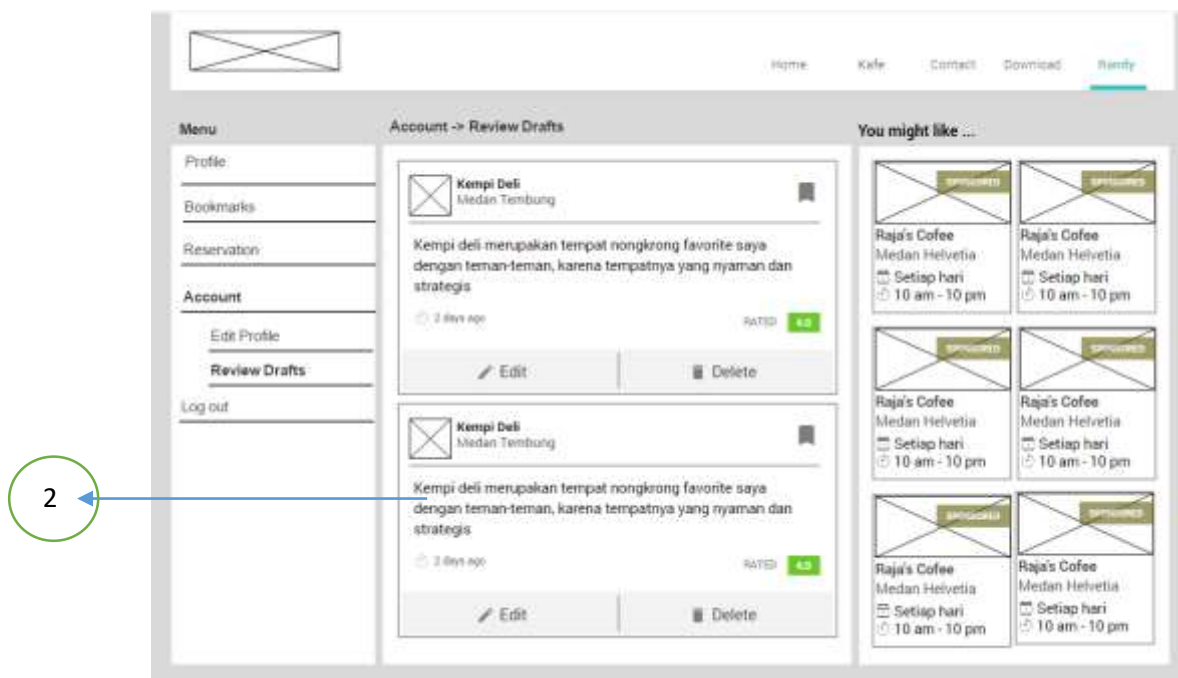 Home Kafe Contact Download Randy
Menu
Profile
Bookmarks
Reservation
Account
Edit Profile
Review Drafts
Log out
Account -> Review Drafts
Kempi Deli
Medan Tembung
Kempi deli merupakan tempat nongkrong favorite saya
dengan teman-teman, karena tempatnya yang nyaman dan
strategis
2 days ago
RATED 4.0
Edit Delete
Kempi Deli
Medan Tembung
Kempi deli merupakan tempat nongkrong favorite saya
dengan teman-teman, karena tempatnya yang nyaman dan
strategis
2 days ago
RATED
Edit Delete
You might like ...
SPONSORED
Raja's Cofee
Medan Helvetia
Setiap hari
10 am - 10 pm
SPONSORED
Raja's Cofee
Medan Helvetia
Setiap hari
10 am - 10 pm
SPONSORED
Raja's Cofee
Medan Helvetia
Setiap hari
10 am - 10 pm
SPONSORED
Raja's Cofee
Medan Helvetia
Setiap hari
10 am - 10 pm
SPONSORED
Raja's Cofee
Medan Helvetia
Setiap hari
10 am - 10 pm
SPONSORED
Raja's Cofee
Medan Helvetia
Setiap hari
10 am - 10 pm
2